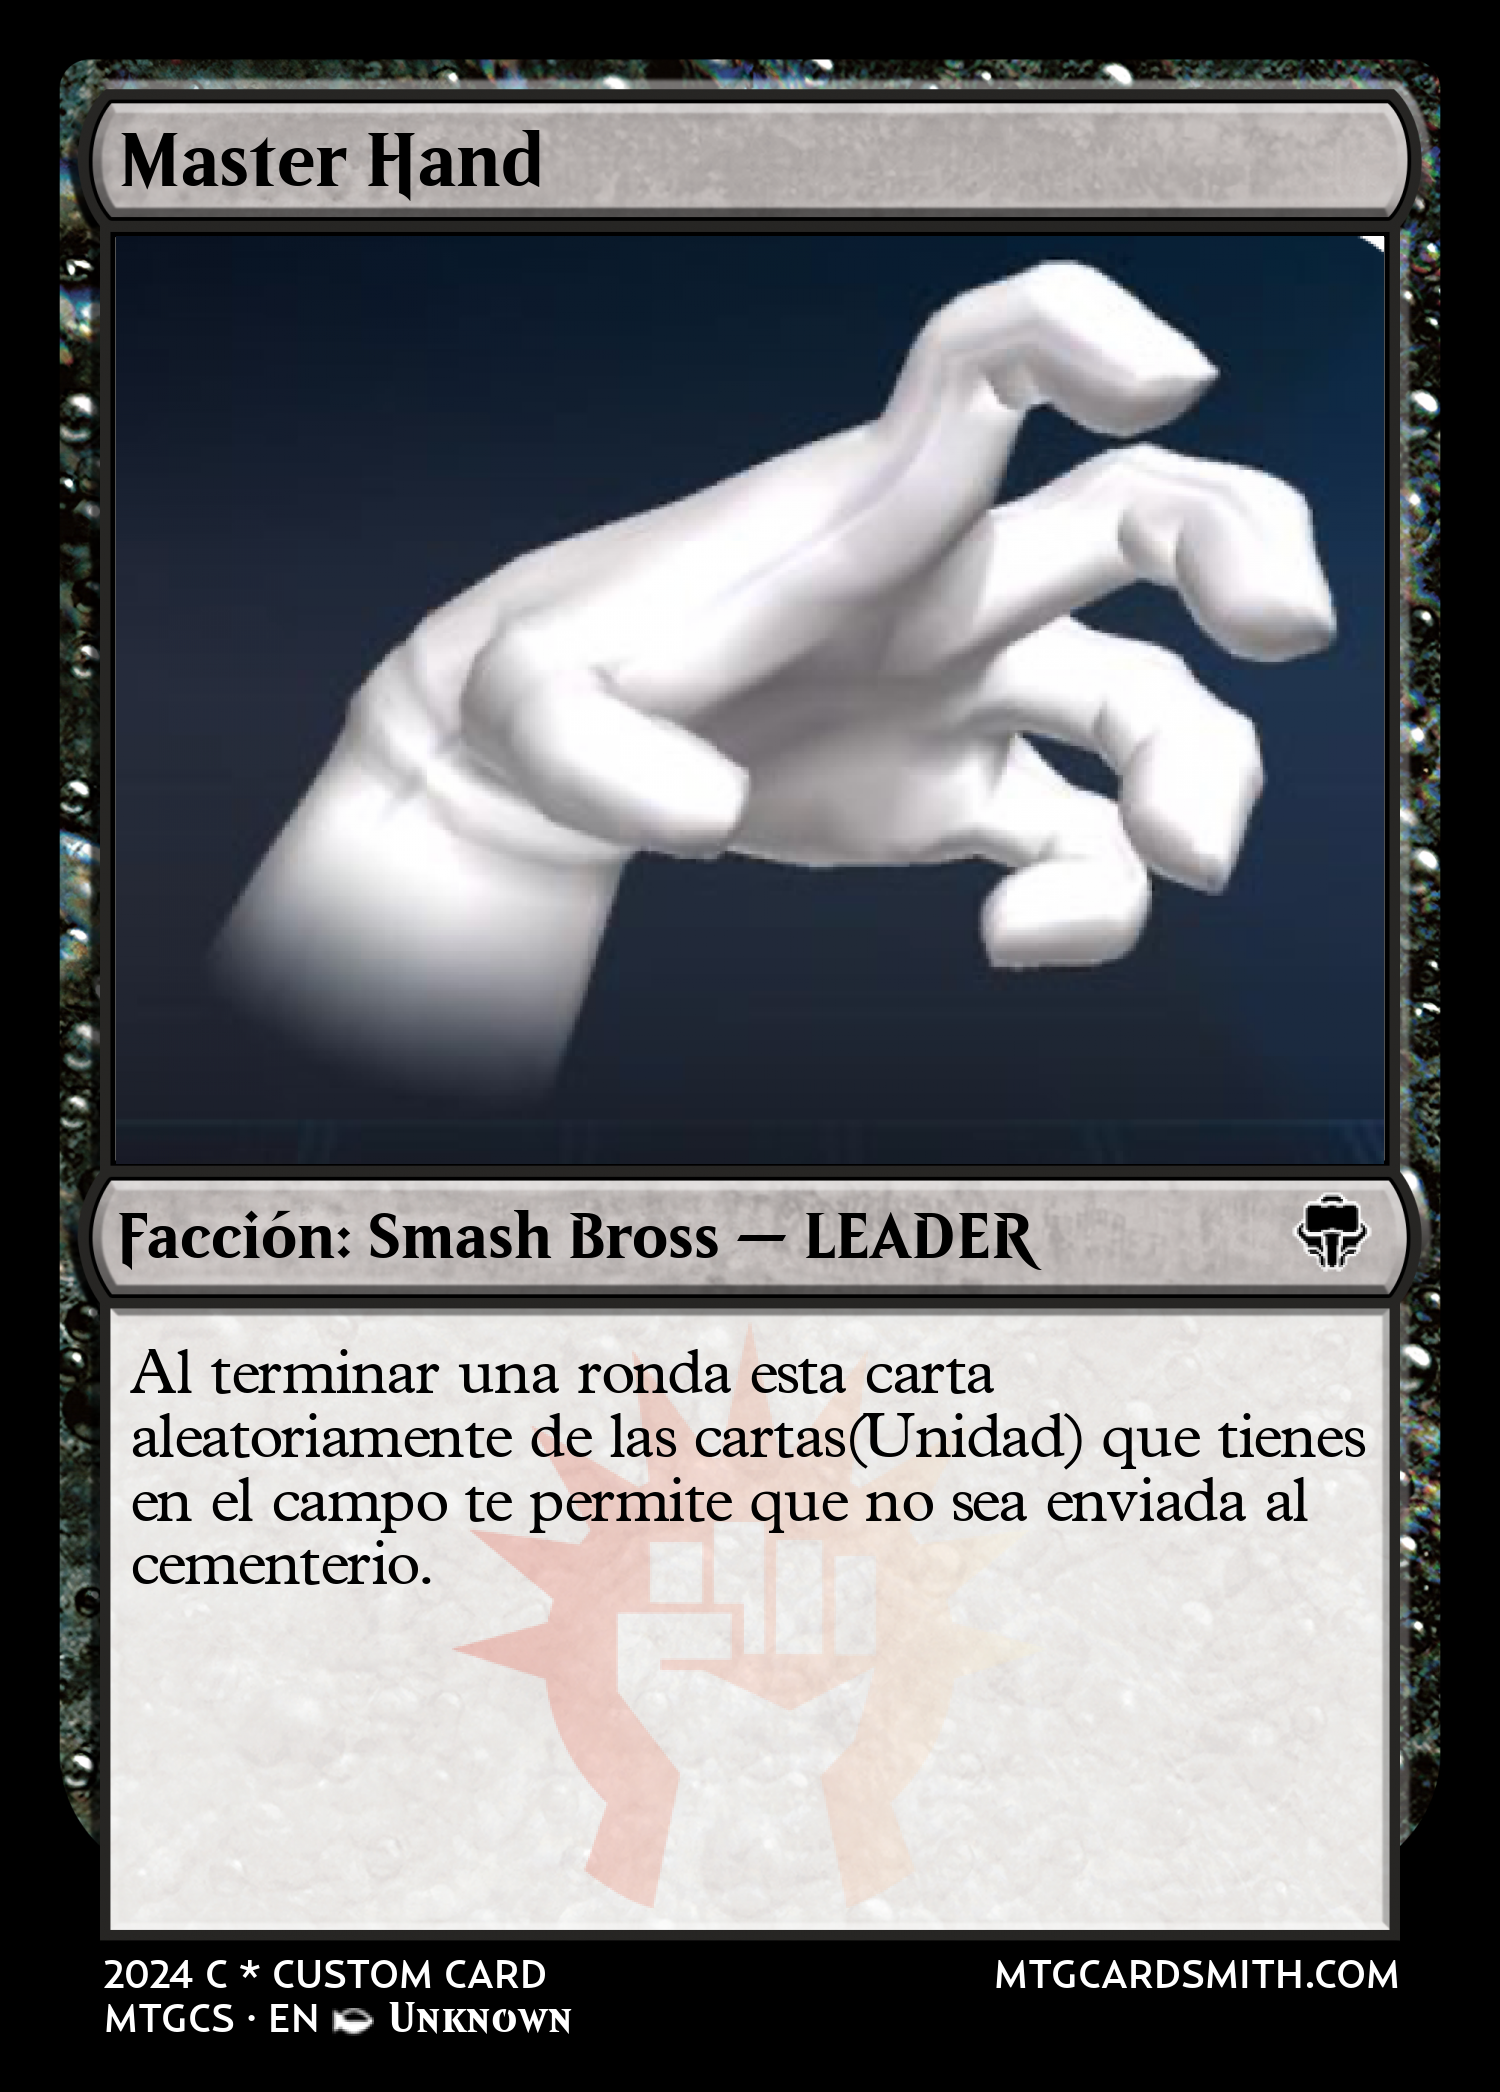 Master Hand
Facción: Smash Bross — LEADER
Al terminar una ronda esta carta
aleatoriamente de las cartas(Unidad) que tienes
en el campo te permite que no sea enviada al
cementerio.
2024 C * CUSTOM CARD
MTGCARDSMITH.COM
MTGCS · EN Unknown